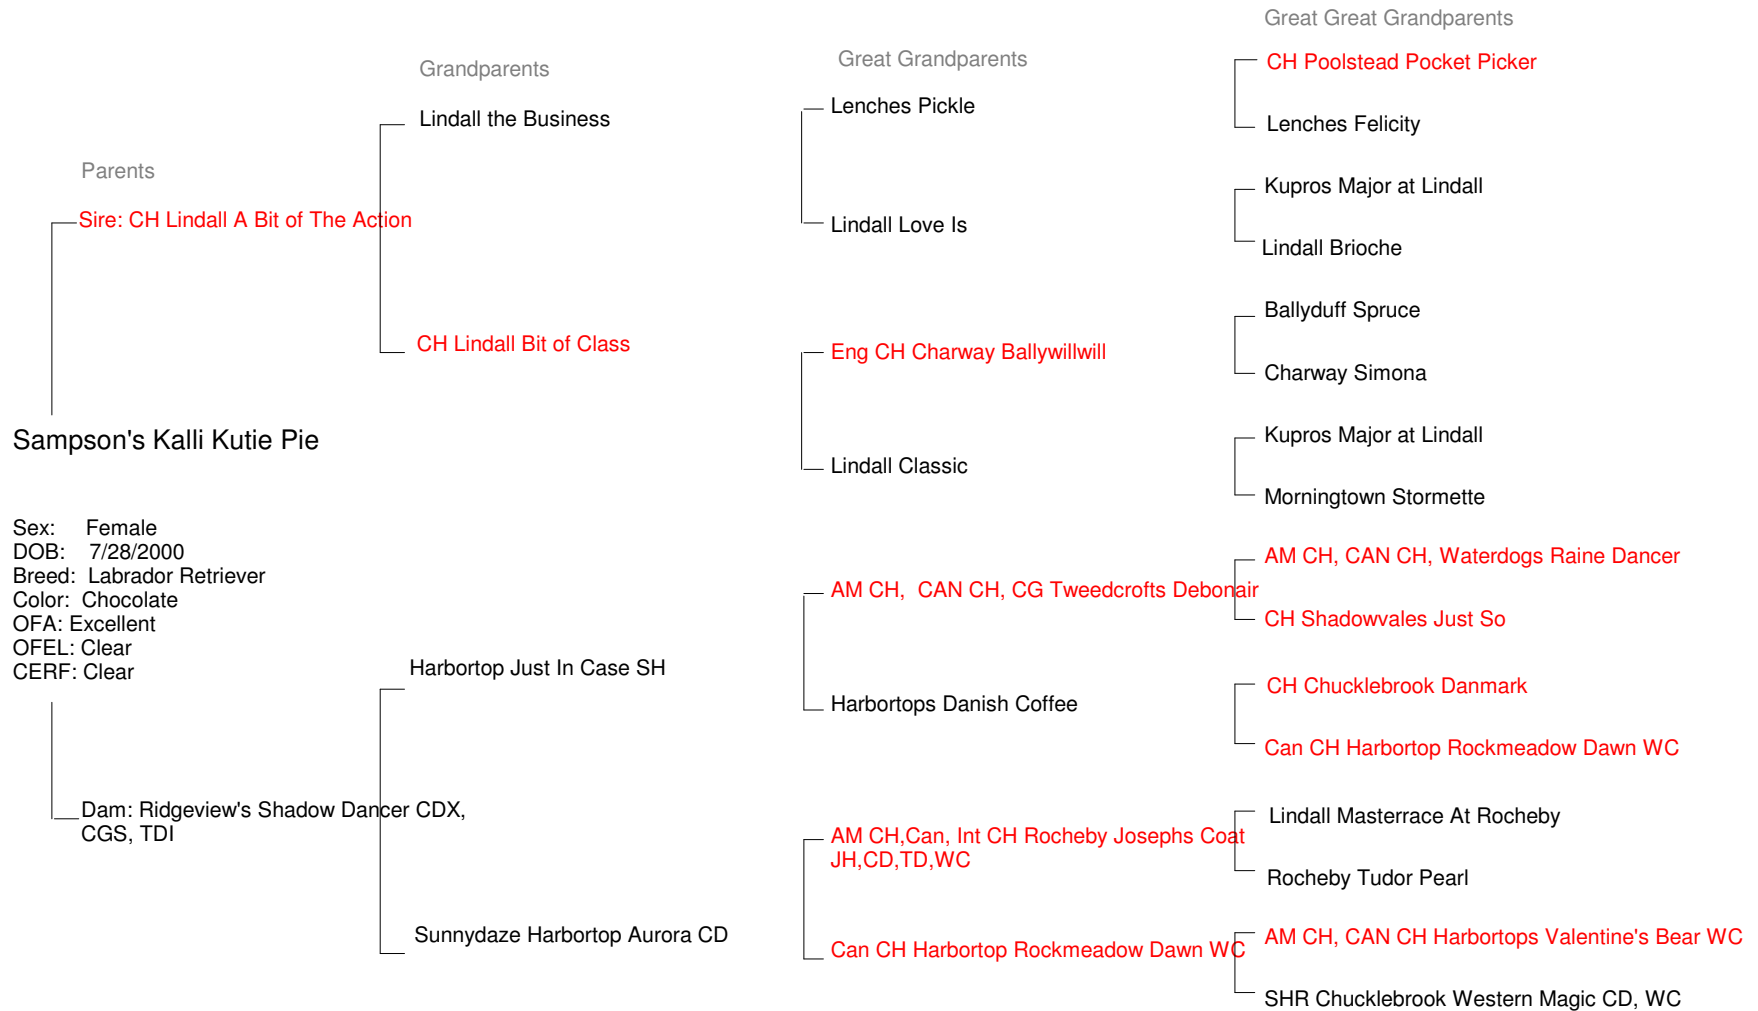 Great Great Grandparents
Great Grandparents
Grandparents
Parents
CH Poolstead Pocket Picker
Lenches Pickle
Lindall the Business
Lenches Felicity
Kupros Major at Lindall
Sire: CH Lindall A Bit of The Action
Lindall Love Is
Lindall Brioche
Ballyduff Spruce
CH Lindall Bit of Class
Eng CH Charway Ballywillwill
Charway Simona
Sampson's Kalli Kutie Pie
Kupros Major at Lindall
Lindall Classic
Morningtown Stormette
Sex: Female
DOB: 7/28/2000
Breed: Labrador Retriever
Color: Chocolate
OFA: Excellent
OFEL: Clear
CERF: Clear
AM CH, CAN CH, Waterdogs Raine Dancer
AM CH, CAN CH, CG Tweedcrofts Debonair
CH Shadowvales Just So
Harbortop Just In Case SH
CH Chucklebrook Danmark
Harbortops Danish Coffee
Can CH Harbortop Rockmeadow Dawn WC
Dam: Ridgeview's Shadow Dancer CDX,
CGS, TDI
Lindall Masterrace At Rocheby
AM CH,Can, Int CH Rocheby Josephs Coat
JH,CD,TD,WC
Rocheby Tudor Pearl
Sunnydaze Harbortop Aurora CD
AM CH, CAN CH Harbortops Valentine's Bear WC
Can CH Harbortop Rockmeadow Dawn WC
SHR Chucklebrook Western Magic CD, WC